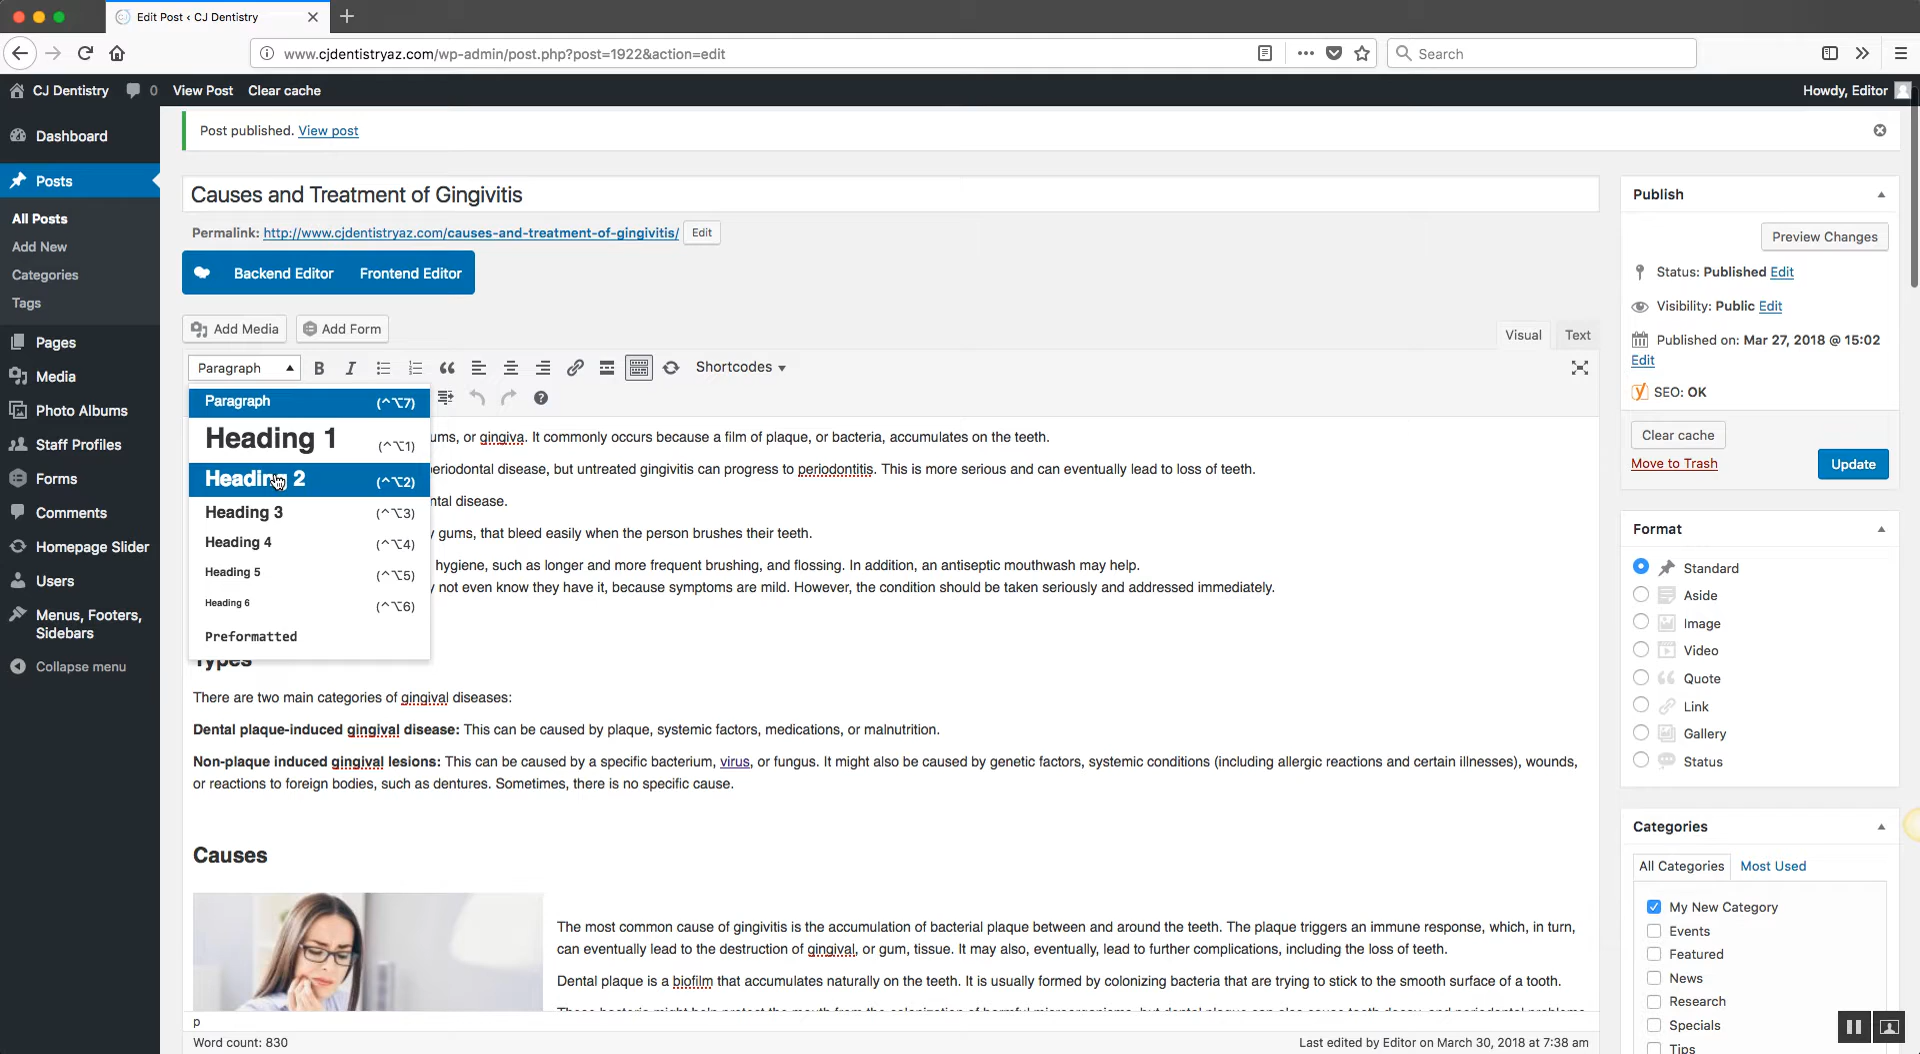 Edit Post ‹ CJ Dentistry
www.cjdentistryaz.com/wp-admin/post.php?post=1922&action=edit
Search
CJ Dentistry 0 View Post Clear cache
Howdy, Editor
Dashboard
Posts
All Posts
Add New
Categories
Tags
Pages
Media
Photo Albums
Staff Profiles
Forms
Comments
Homepage Slider
Users
Menus, Footers,
Sidebars
Collapse menu
Post published. View post
Causes and Treatment of Gingivitis
Permalink: http://www.cjdentistryaz.com/causes-and-treatment-of-gingivitis/ Edit
Backend Editor Frontend Editor
Add Media Add Form
Visual Text
Paragraph
Shortcodes
Paragraph (^⌥7)
Heading 1 (^⌥1)
Heading 2 (^⌥2)
Heading 3 (^⌥3)
Heading 4 (^⌥4)
Heading 5 (^⌥5)
Heading 6 (^⌥6)
Preformatted
ums, or gingiva. It commonly occurs because a film of plaque, or bacteria, accumulates on the teeth.
eriodontal disease, but untreated gingivitis can progress to periodontitis. This is more serious and can eventually lead to loss of teeth.
ntal disease.
gums, that bleed easily when the person brushes their teeth.
hygiene, such as longer and more frequent brushing, and flossing. In addition, an antiseptic mouthwash may help.
not even know they have it, because symptoms are mild. However, the condition should be taken seriously and addressed immediately.
Types
There are two main categories of gingival diseases:
Dental plaque-induced gingival disease: This can be caused by plaque, systemic factors, medications, or malnutrition.
Non-plaque induced gingival lesions: This can be caused by a specific bacterium, virus, or fungus. It might also be caused by genetic factors, systemic conditions (including allergic reactions and certain illnesses), wounds,
or reactions to foreign bodies, such as dentures. Sometimes, there is no specific cause.
Causes
The most common cause of gingivitis is the accumulation of bacterial plaque between and around the teeth. The plaque triggers an immune response, which, in turn,
can eventually lead to the destruction of gingival, or gum, tissue. It may also, eventually, lead to further complications, including the loss of teeth.
Dental plaque is a biofilm that accumulates naturally on the teeth. It is usually formed by colonizing bacteria that are trying to stick to the smooth surface of a tooth.
p
Word count: 830
Last edited by Editor on March 30, 2018 at 7:38 am
Publish
Preview Changes
Status: Published Edit
Visibility: Public Edit
Published on: Mar 27, 2018 @ 15:02
Edit
SEO: OK
Clear cache
Move to Trash
Update
Format
Standard
Aside
Image
Video
Quote
Link
Gallery
Status
Categories
All Categories Most Used
My New Category
Events
Featured
News
Research
Specials
Tips